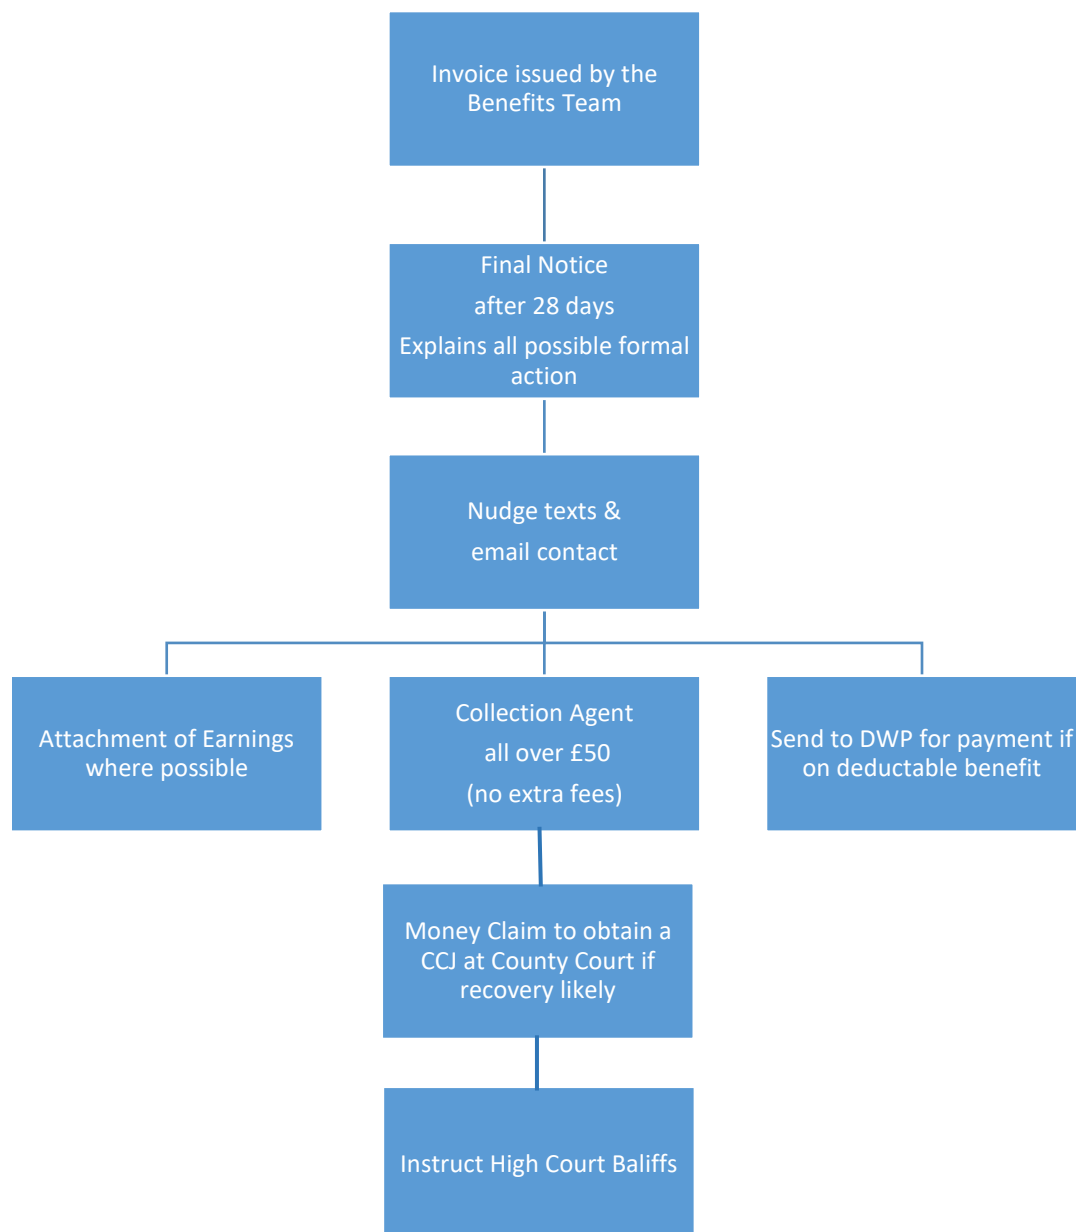 Invoice issued by the
Benefits Team
Final Notice
after 28 days
Explains all possible formal
action
Nudge texts &
email contact
Attachment of Earnings
where possible
Collection Agent
all over £50
(no extra fees)
Send to DWP for payment if
on deductable benefit
Money Claim to obtain a
CCJ at County Court if
recovery likely
Instruct High Court Baliffs